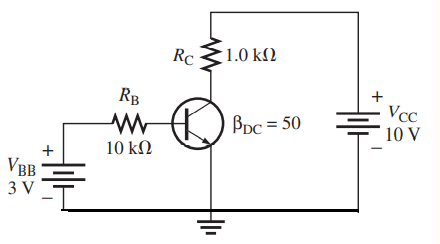 R_C 1.0 kΩ
R_B
10 kΩ
β_DC = 50
+
V_CC
10 V
−
+
V_BB
3 V
−